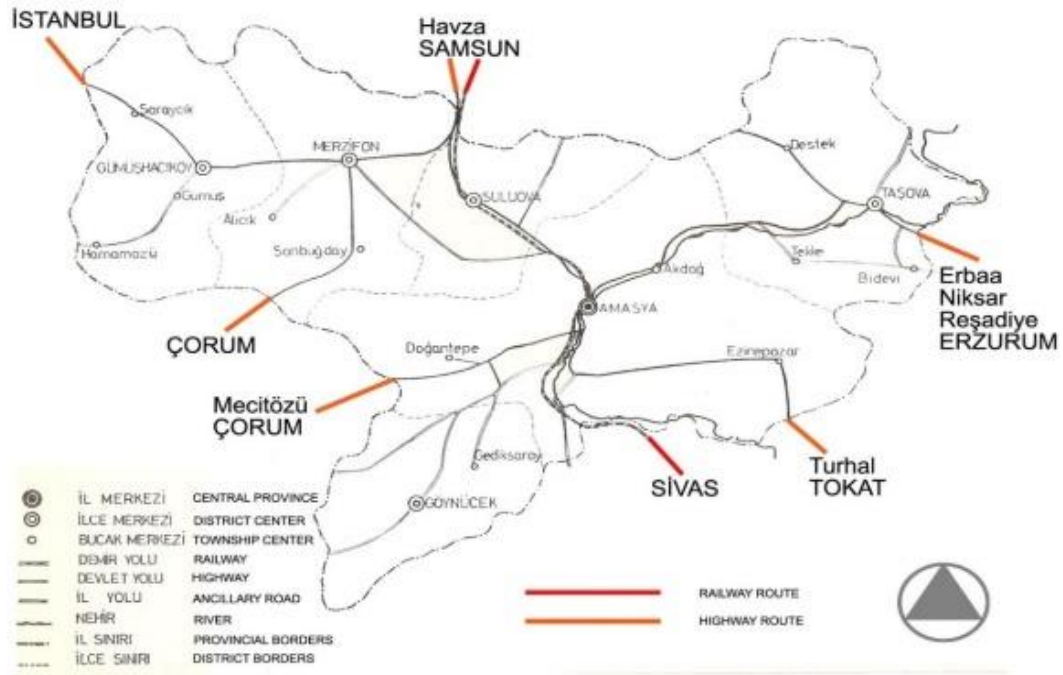 İSTANBUL
Havza
SAMSUN
Saraycık
MERZİFON
Destek
GÜMÜŞHACIKÖY
Gümüş
SULUOVA
TAŞOVA
Alıcık
Hamamözü
Sarıbuğday
Akdağ
Tekke
Bidevi
Erbaa
Niksar
Reşadiye
ERZURUM
AMASYA
ÇORUM
Doğantepe
Ezinepazar
Mecitözü
ÇORUM
Gediksaray
SİVAS
Turhal
TOKAT
GÖYNÜCEK
İL MERKEZİ CENTRAL PROVINCE
İLCE MERKEZİ DISTRICT CENTER
BUCAK MERKEZİ TOWNSHIP CENTER
DEMİR YOLU RAILWAY
DEVLET YOLU HIGHWAY
İL YOLU ANCILLARY ROAD
NEHİR RIVER
İL SINIRI PROVINCIAL BORDERS
İLCE SINIRI DISTRICT BORDERS
RAILWAY ROUTE
HIGHWAY ROUTE